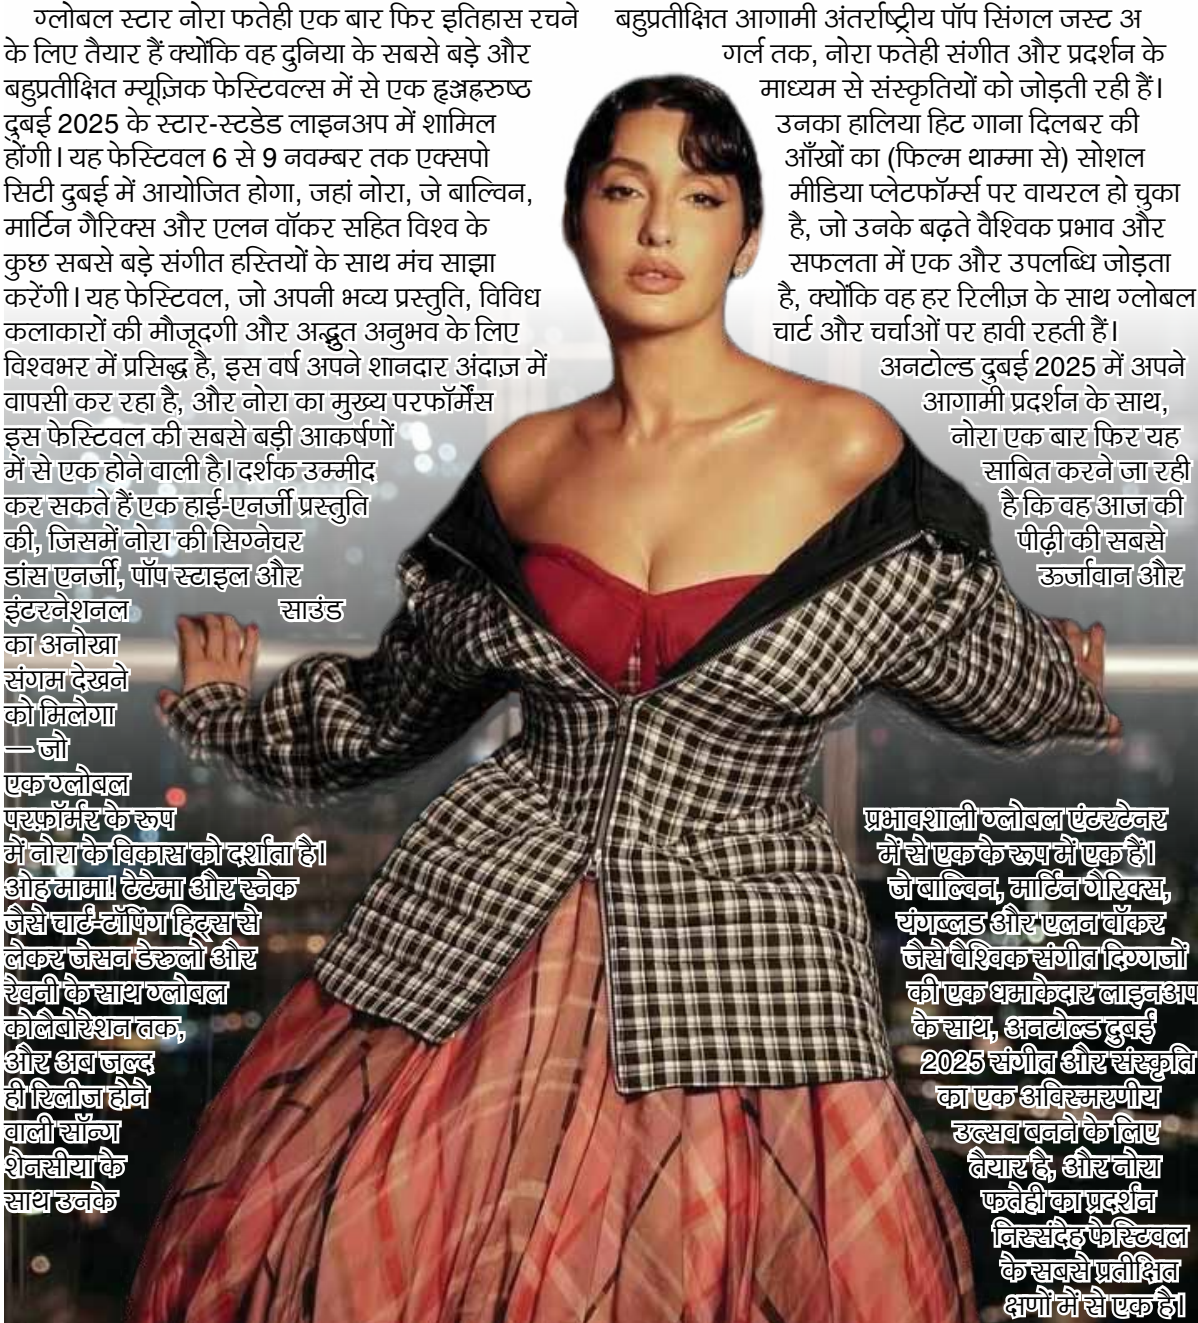 ग्लोबल स्टार नोरा फतेही एक बार फिर इतिहास रचने
के लिए तैयार हैं क्योंकि वह दुनिया के सबसे बड़े और
बहुप्रतीक्षित म्यूज़िक फेस्टिवल्स में से एक हृञ्जह्ररुष्ठ
दुबई 2025 के स्टार-स्टडेड लाइनअप में शामिल
होंगी। यह फेस्टिवल 6 से 9 नवम्बर तक एक्सपो
सिटी दुबई में आयोजित होगा, जहां नोरा, जे बाल्विन,
मार्टिन गैरिक्स और एलन वॉकर सहित विश्व के
कुछ सबसे बड़े संगीत हस्तियों के साथ मंच साझा
करेंगी। यह फेस्टिवल, जो अपनी भव्य प्रस्तुति, विविध
कलाकारों की मौजूदगी और अद्भुत अनुभव के लिए
विश्वभर में प्रसिद्ध है, इस वर्ष अपने शानदार अंदाज़ में
वापसी कर रहा है, और नोरा का मुख्य परफॉर्मेंस
इस फेस्टिवल की सबसे बड़ी आकर्षणों
में से एक होने वाली है। दर्शक उम्मीद
कर सकते हैं एक हाई-एनर्जी प्रस्तुति
की, जिसमें नोरा की सिग्नेचर
डांस एनर्जी, पॉप स्टाइल और
इंटरनेशनल साउंड
का अनोखा
संगम देखने
को मिलेगा
— जो
एक ग्लोबल
परफ़ॉर्मर के रूप
में नोरा के विकास को दर्शाता है।
ओह मामा! टेटेमा और स्नेक
जैसे चार्ट-टॉपिंग हिट्स से
लेकर जेसन डेरुलो और
रेवनी के साथ ग्लोबल
कोलैबोरेशन तक,
और अब जल्द
ही रिलीज होने
वाली सॉन्ग
शेनसीया के
साथ उनके
बहुप्रतीक्षित आगामी अंतर्राष्ट्रीय पॉप सिंगल जस्ट अ
गर्ल तक, नोरा फतेही संगीत और प्रदर्शन के
माध्यम से संस्कृतियों को जोड़ती रही हैं।
उनका हालिया हिट गाना दिलबर की
आँखों का (फिल्म थाम्मा से) सोशल
मीडिया प्लेटफॉर्म्स पर वायरल हो चुका
है, जो उनके बढ़ते वैश्विक प्रभाव और
सफलता में एक और उपलब्धि जोड़ता
है, क्योंकि वह हर रिलीज़ के साथ ग्लोबल
चार्ट और चर्चाओं पर हावी रहती हैं।
अनटोल्ड दुबई 2025 में अपने
आगामी प्रदर्शन के साथ,
नोरा एक बार फिर यह
साबित करने जा रही
है कि वह आज की
पीढ़ी की सबसे
ऊर्जावान और
प्रभावशाली ग्लोबल एंटरटेनर
में से एक के रूप में एक हैं।
जे बाल्विन, मार्टिन गैरिक्स,
यंगब्लड और एलन वॉकर
जैसे वैश्विक संगीत दिग्गजों
की एक धमाकेदार लाइनअप
के साथ, अनटोल्ड दुबई
2025 संगीत और संस्कृति
का एक अविस्मरणीय
उत्सव बनने के लिए
तैयार है, और नोरा
फतेही का प्रदर्शन
निस्संदेह फेस्टिवल
के सबसे प्रतीक्षित
क्षणों में से एक है।